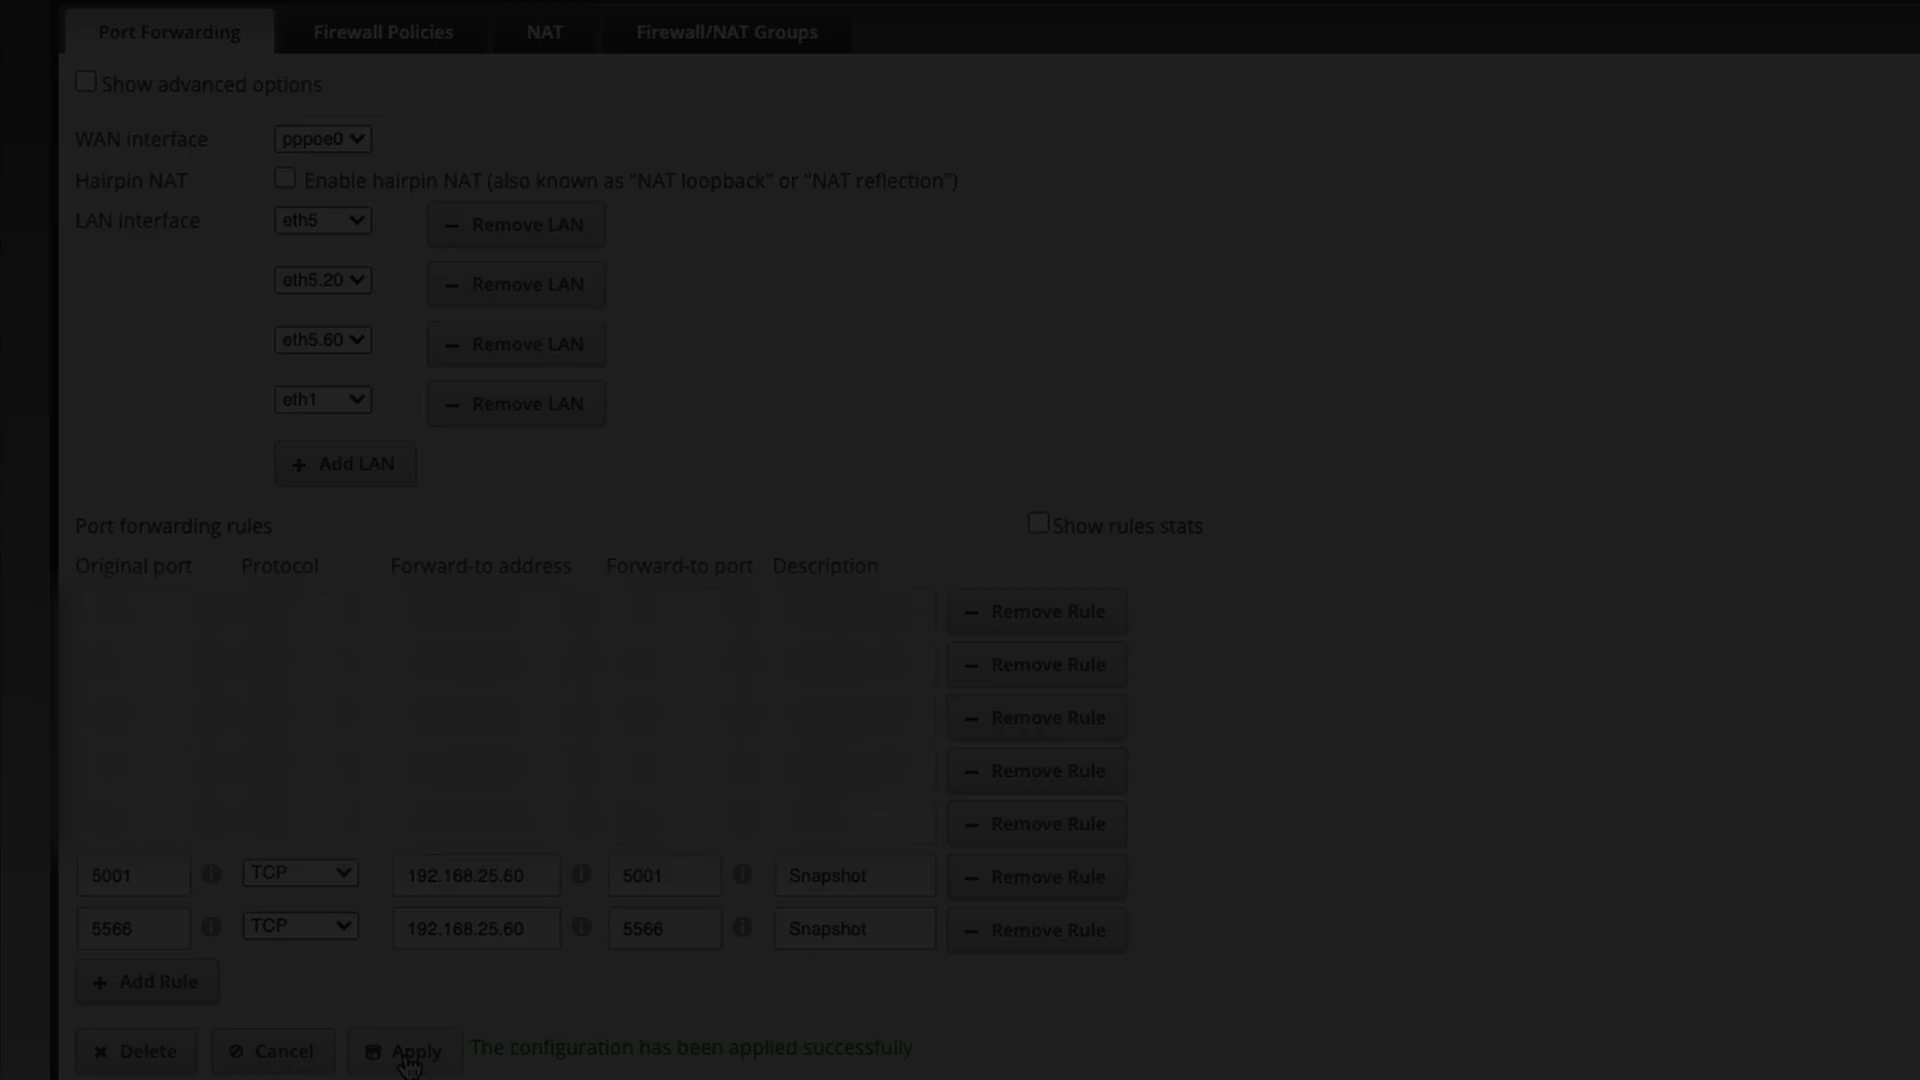 Port Forwarding Firewall Policies NAT Firewall/NAT Groups
Show advanced options
WAN interface pppoe0
Hairpin NAT Enable hairpin NAT (also known as "NAT loopback" or "NAT reflection")
LAN interface eth5 − Remove LAN
eth5.20 − Remove LAN
eth5.60 − Remove LAN
eth1 − Remove LAN
+ Add LAN
Port forwarding rules Show rules stats
Original port Protocol Forward-to address Forward-to port Description
− Remove Rule
− Remove Rule
− Remove Rule
− Remove Rule
− Remove Rule
5001 TCP 192.168.25.60 5001 Snapshot − Remove Rule
5566 TCP 192.168.25.60 5566 Snapshot − Remove Rule
+ Add Rule
Delete Cancel Apply The configuration has been applied successfully